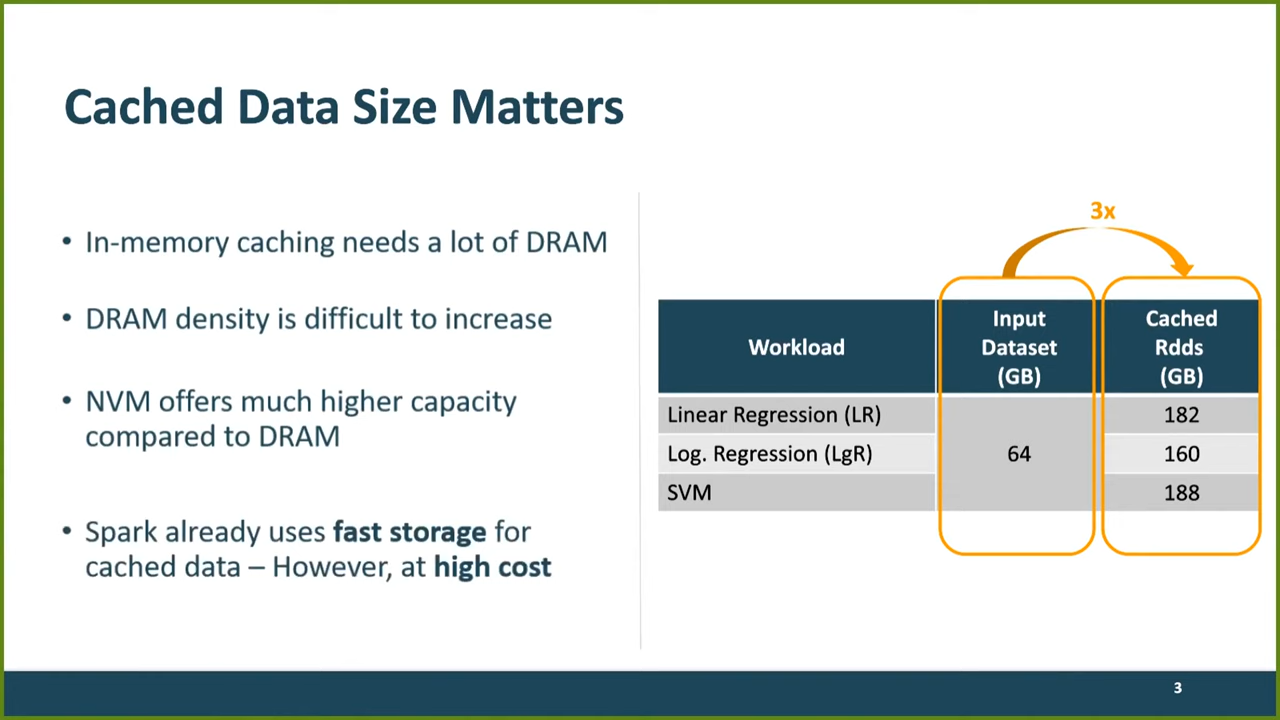 Cached Data Size Matters
• In-memory caching needs a lot of DRAM
• DRAM density is difficult to increase
• NVM offers much higher capacity
compared to DRAM
• Spark already uses fast storage for
cached data – However, at high cost
3x
Workload
Input
Dataset
(GB)
Cached
Rdds
(GB)
Linear Regression (LR)
182
Log. Regression (LgR)
64
160
SVM
188
3